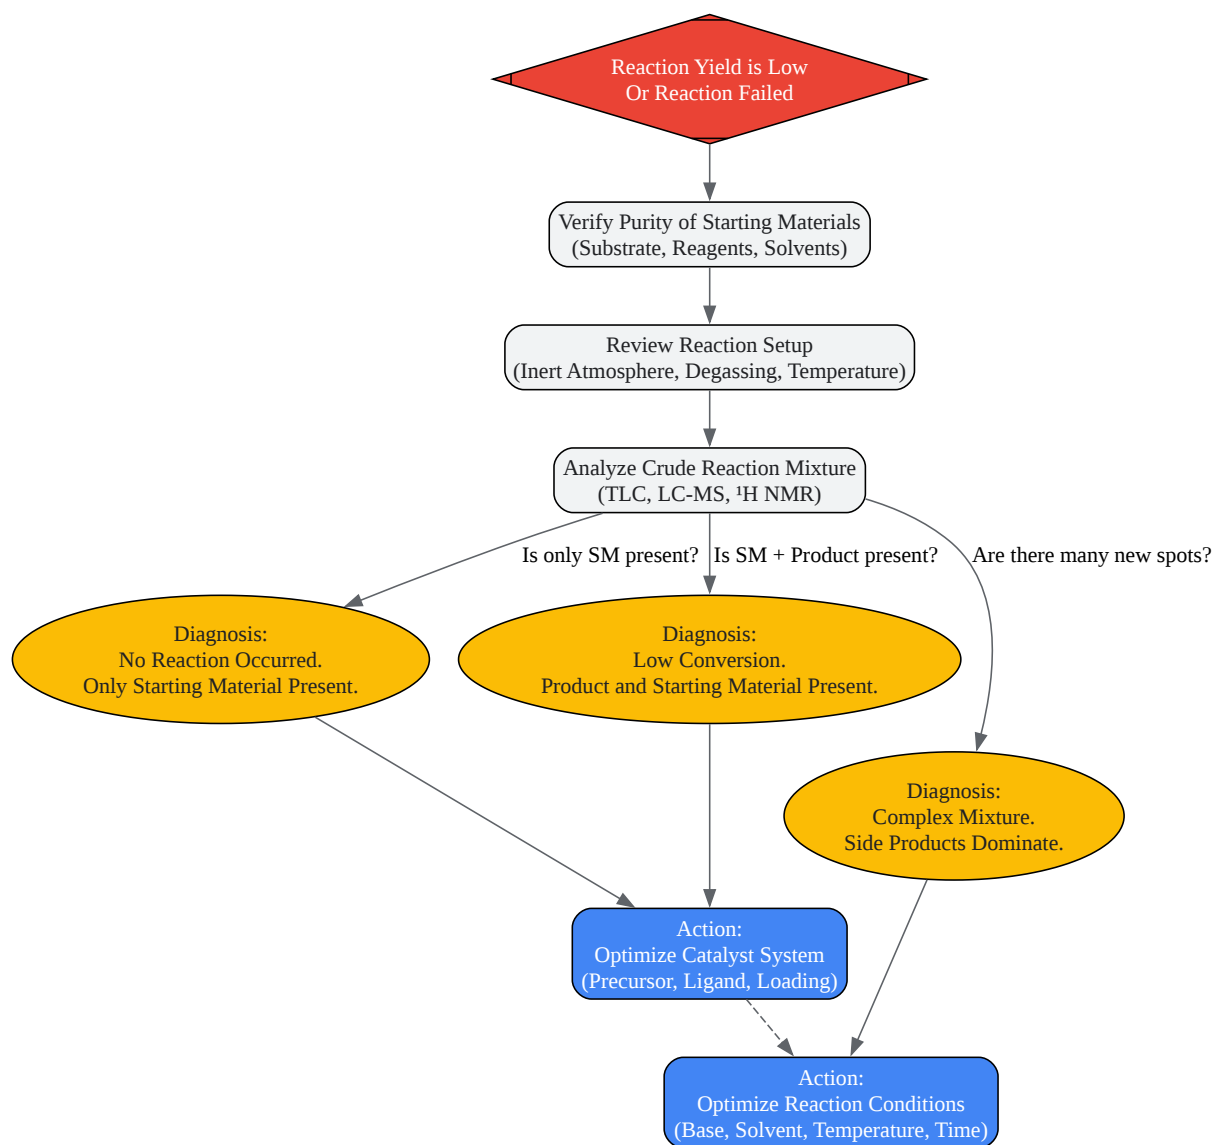 Reaction Yield is Low
Or Reaction Failed
Verify Purity of Starting Materials
(Substrate, Reagents, Solvents)
Review Reaction Setup
(Inert Atmosphere, Degassing, Temperature)
Analyze Crude Reaction Mixture
(TLC, LC-MS, ¹H NMR)
Is only SM present?
Is SM + Product present?
Are there many new spots?
Diagnosis:
No Reaction Occurred.
Only Starting Material Present.
Diagnosis:
Low Conversion.
Product and Starting Material Present.
Diagnosis:
Complex Mixture.
Side Products Dominate.
Action:
Optimize Catalyst System
(Precursor, Ligand, Loading)
Action:
Optimize Reaction Conditions
(Base, Solvent, Temperature, Time)